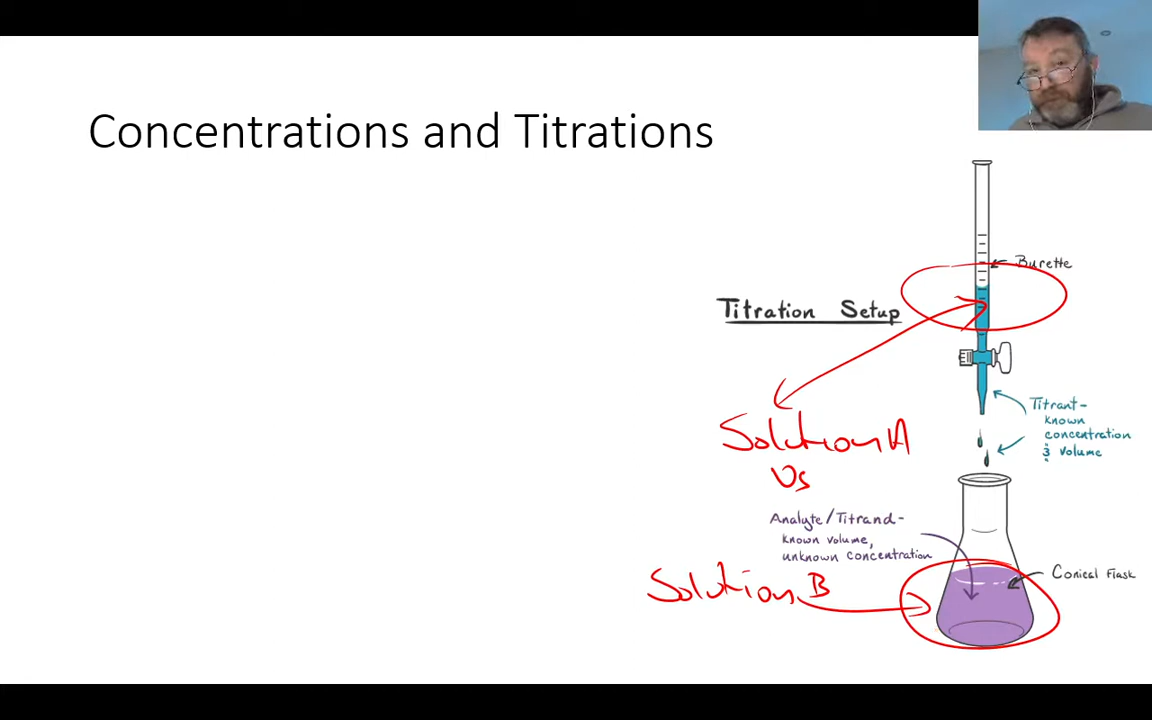 Concentrations and Titrations
Burette
Titration Setup
Titrant-
known
concentration
& volume
Solution A
Vs
Analyte/Titrand-
known volume,
unknown concentration
Conical Flask
Solution B